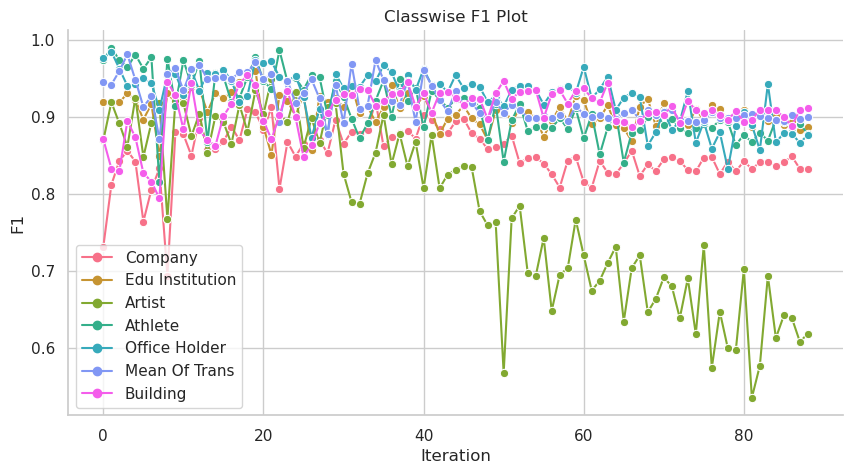 Classwise F1 Plot
1.0
0.9
0.8
0.7
0.6
F1
Company
Edu Institution
Artist
Athlete
Office Holder
Mean Of Trans
Building
0
20
40
60
80
Iteration